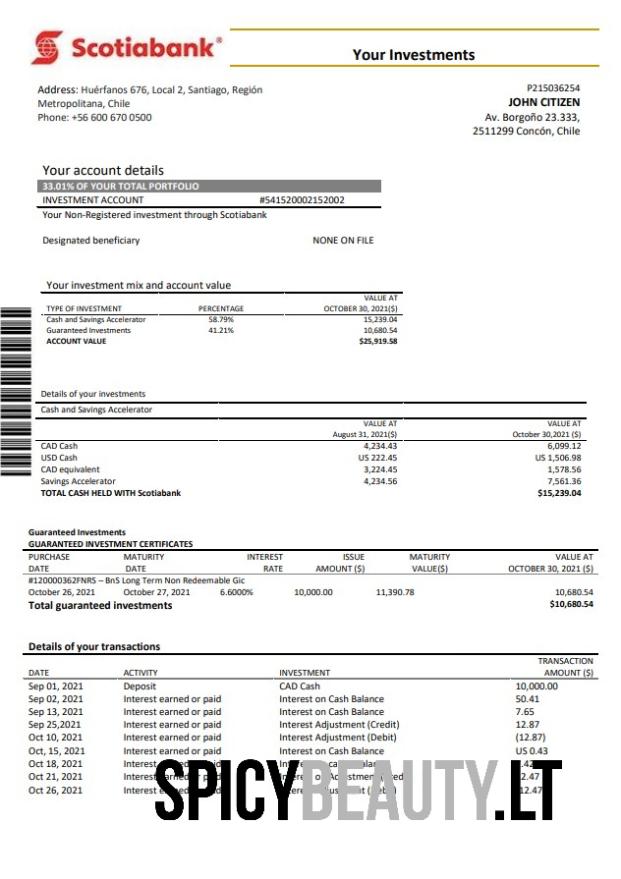 Scotiabank®
Your Investments
Address: Huérfanos 676, Local 2, Santiago, Región
Metropolitana, Chile
Phone: +56 600 670 0500
P215036254
JOHN CITIZEN
Av. Borgoño 23.333,
2511299 Concón, Chile
Your account details
33.01% OF YOUR TOTAL PORTFOLIO
INVESTMENT ACCOUNT #541520002152002
Your Non-Registered investment through Scotiabank
Designated beneficiary NONE ON FILE
Your investment mix and account value
VALUE AT
TYPE OF INVESTMENT PERCENTAGE OCTOBER 30, 2021($)
Cash and Savings Accelerator 58.79% 15,239.04
Guaranteed Investments 41.21% 10,680.54
ACCOUNT VALUE $25,919.58
Details of your investments
Cash and Savings Accelerator
VALUE AT VALUE AT
August 31, 2021($) October 30,2021 ($)
CAD Cash 4,234.43 6,099.12
USD Cash US 222.45 US 1,506.98
CAD equivalent 3,224.45 1,578.56
Savings Accelerator 4,234.56 7,561.36
TOTAL CASH HELD WITH Scotiabank $15,239.04
Guaranteed Investments
GUARANTEED INVESTMENT CERTIFICATES
PURCHASE MATURITY INTEREST ISSUE MATURITY VALUE AT
DATE DATE RATE AMOUNT ($) VALUE($) OCTOBER 30, 2021 ($)
#120000362FNRS – BnS Long Term Non Redeemable Gic
October 26, 2021 October 27, 2021 6.6000% 10,000.00 11,390.78 10,680.54
Total guaranteed investments $10,680.54
Details of your transactions
TRANSACTION
DATE ACTIVITY INVESTMENT AMOUNT ($)
Sep 01, 2021 Deposit CAD Cash 10,000.00
Sep 02, 2021 Interest earned or paid Interest on Cash Balance 50.41
Sep 13, 2021 Interest earned or paid Interest on Cash Balance 7.65
Sep 25,2021 Interest earned or paid Interest Adjustment (Credit) 12.87
Oct 10, 2021 Interest earned or paid Interest Adjustment (Debit) (12.87)
Oct, 15, 2021 Interest earned or paid Interest on Cash Balance US 0.43
Oct 18, 2021 Interest
Oct 21, 2021 Interest
Oct 26, 2021 Interest
SPICYBEAUTY.LT